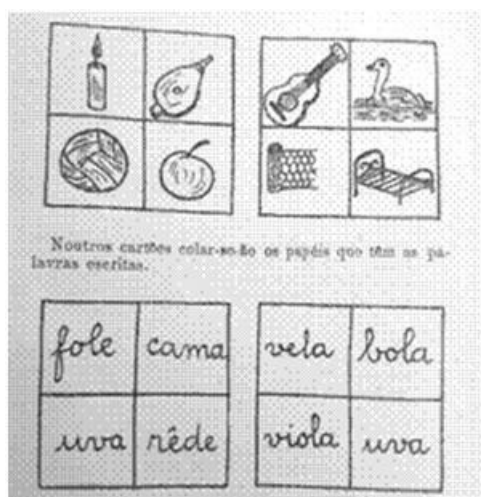 Noutros cartões colar-se-ão os papéis que têm as pa-
lavras escritas.
fole cama
uva rêde
vela bola
viola uva